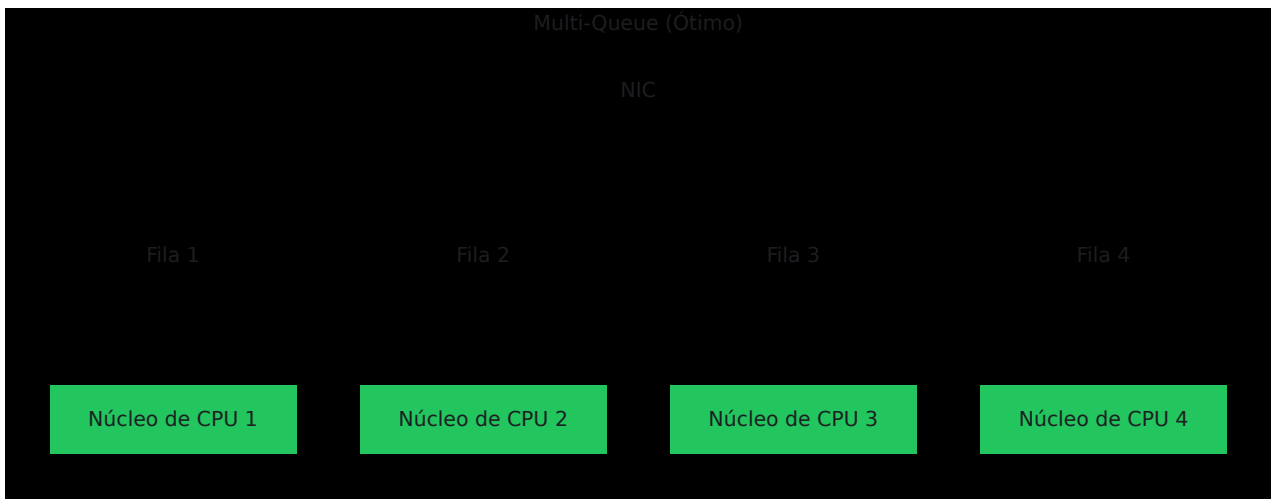 Multi-Queue (Ótimo)
NIC
Fila 1
Fila 2
Fila 3
Fila 4
Núcleo de CPU 1
Núcleo de CPU 2
Núcleo de CPU 3
Núcleo de CPU 4